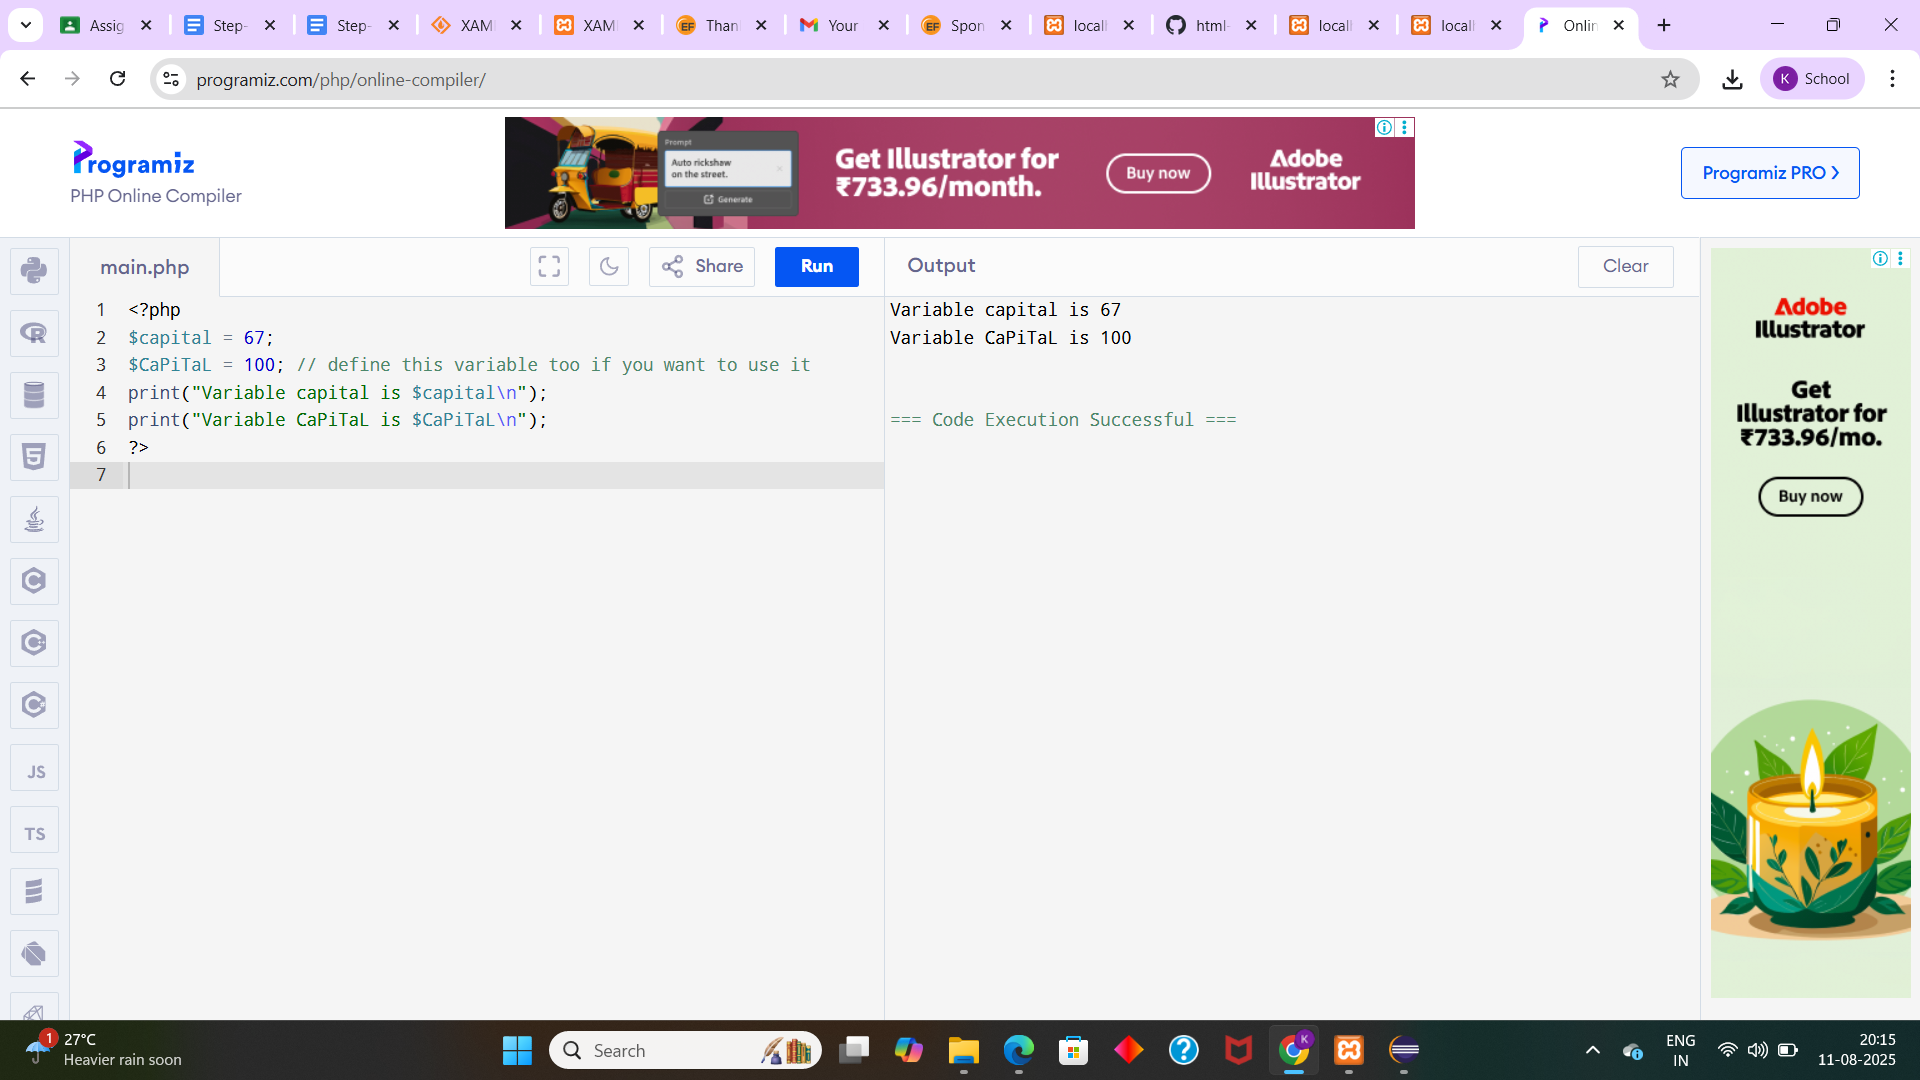 Assig
Step-
Step-
XAM
XAM
Than
Your
Spon
local
html-
local
local
Onlin
programiz.com/php/online-compiler/
K School
Programiz
PHP Online Compiler
Prompt
Auto rickshaw
on the street.
Generate
Get Illustrator for
₹733.96/month.
Buy now
Adobe
Illustrator
Programiz PRO
main.php
Share
Run
Output
Clear
1 <?php
2 $capital = 67;
3 $CaPiTaL = 100; // define this variable too if you want to use it
4 print("Variable capital is $capital\n");
5 print("Variable CaPiTaL is $CaPiTaL\n");
6 ?>
7
Variable capital is 67
Variable CaPiTaL is 100
=== Code Execution Successful ===
JS
TS
Adobe
Illustrator
Get
Illustrator for
₹733.96/mo.
Buy now
1
27°C
Heavier rain soon
Search
K
ENG
IN
20:15
11-08-2025